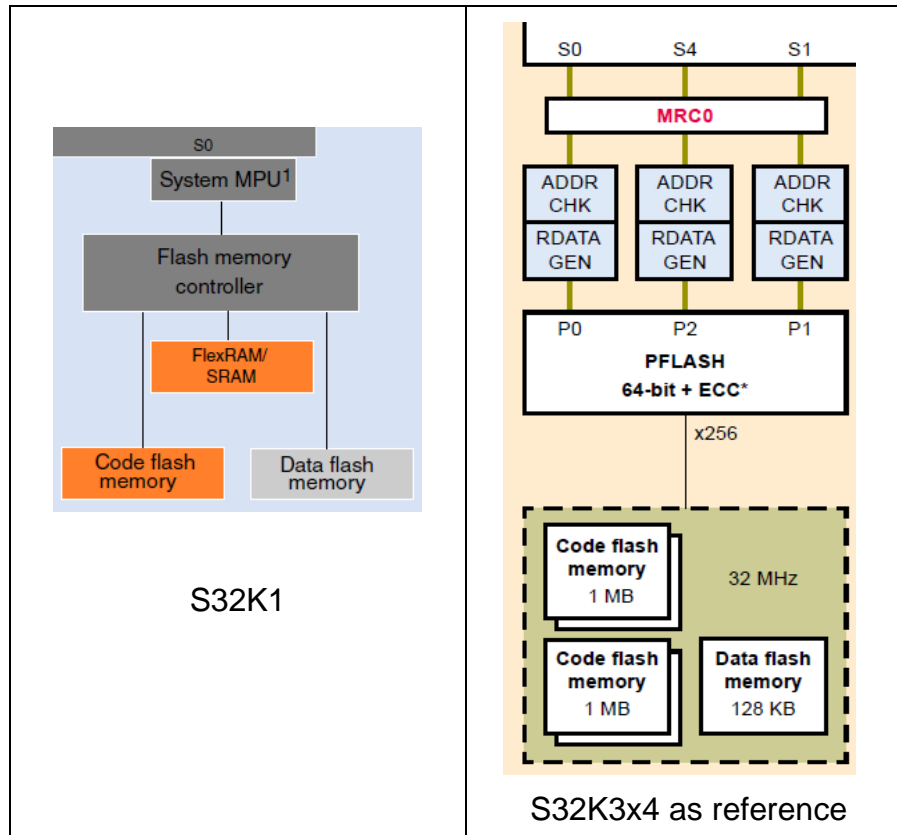 S0
System MPU1
Flash memory
controller
FlexRAM/
SRAM
Code flash
memory
Data flash
memory
S32K1
S0 S4 S1
MRC0
ADDR
CHK
RDATA
GEN
ADDR
CHK
RDATA
GEN
ADDR
CHK
RDATA
GEN
P0 P2 P1
PFLASH
64-bit + ECC*
x256
Code flash
memory
1 MB
32 MHz
Code flash
memory
1 MB
Data flash
memory
128 KB
S32K3x4 as reference